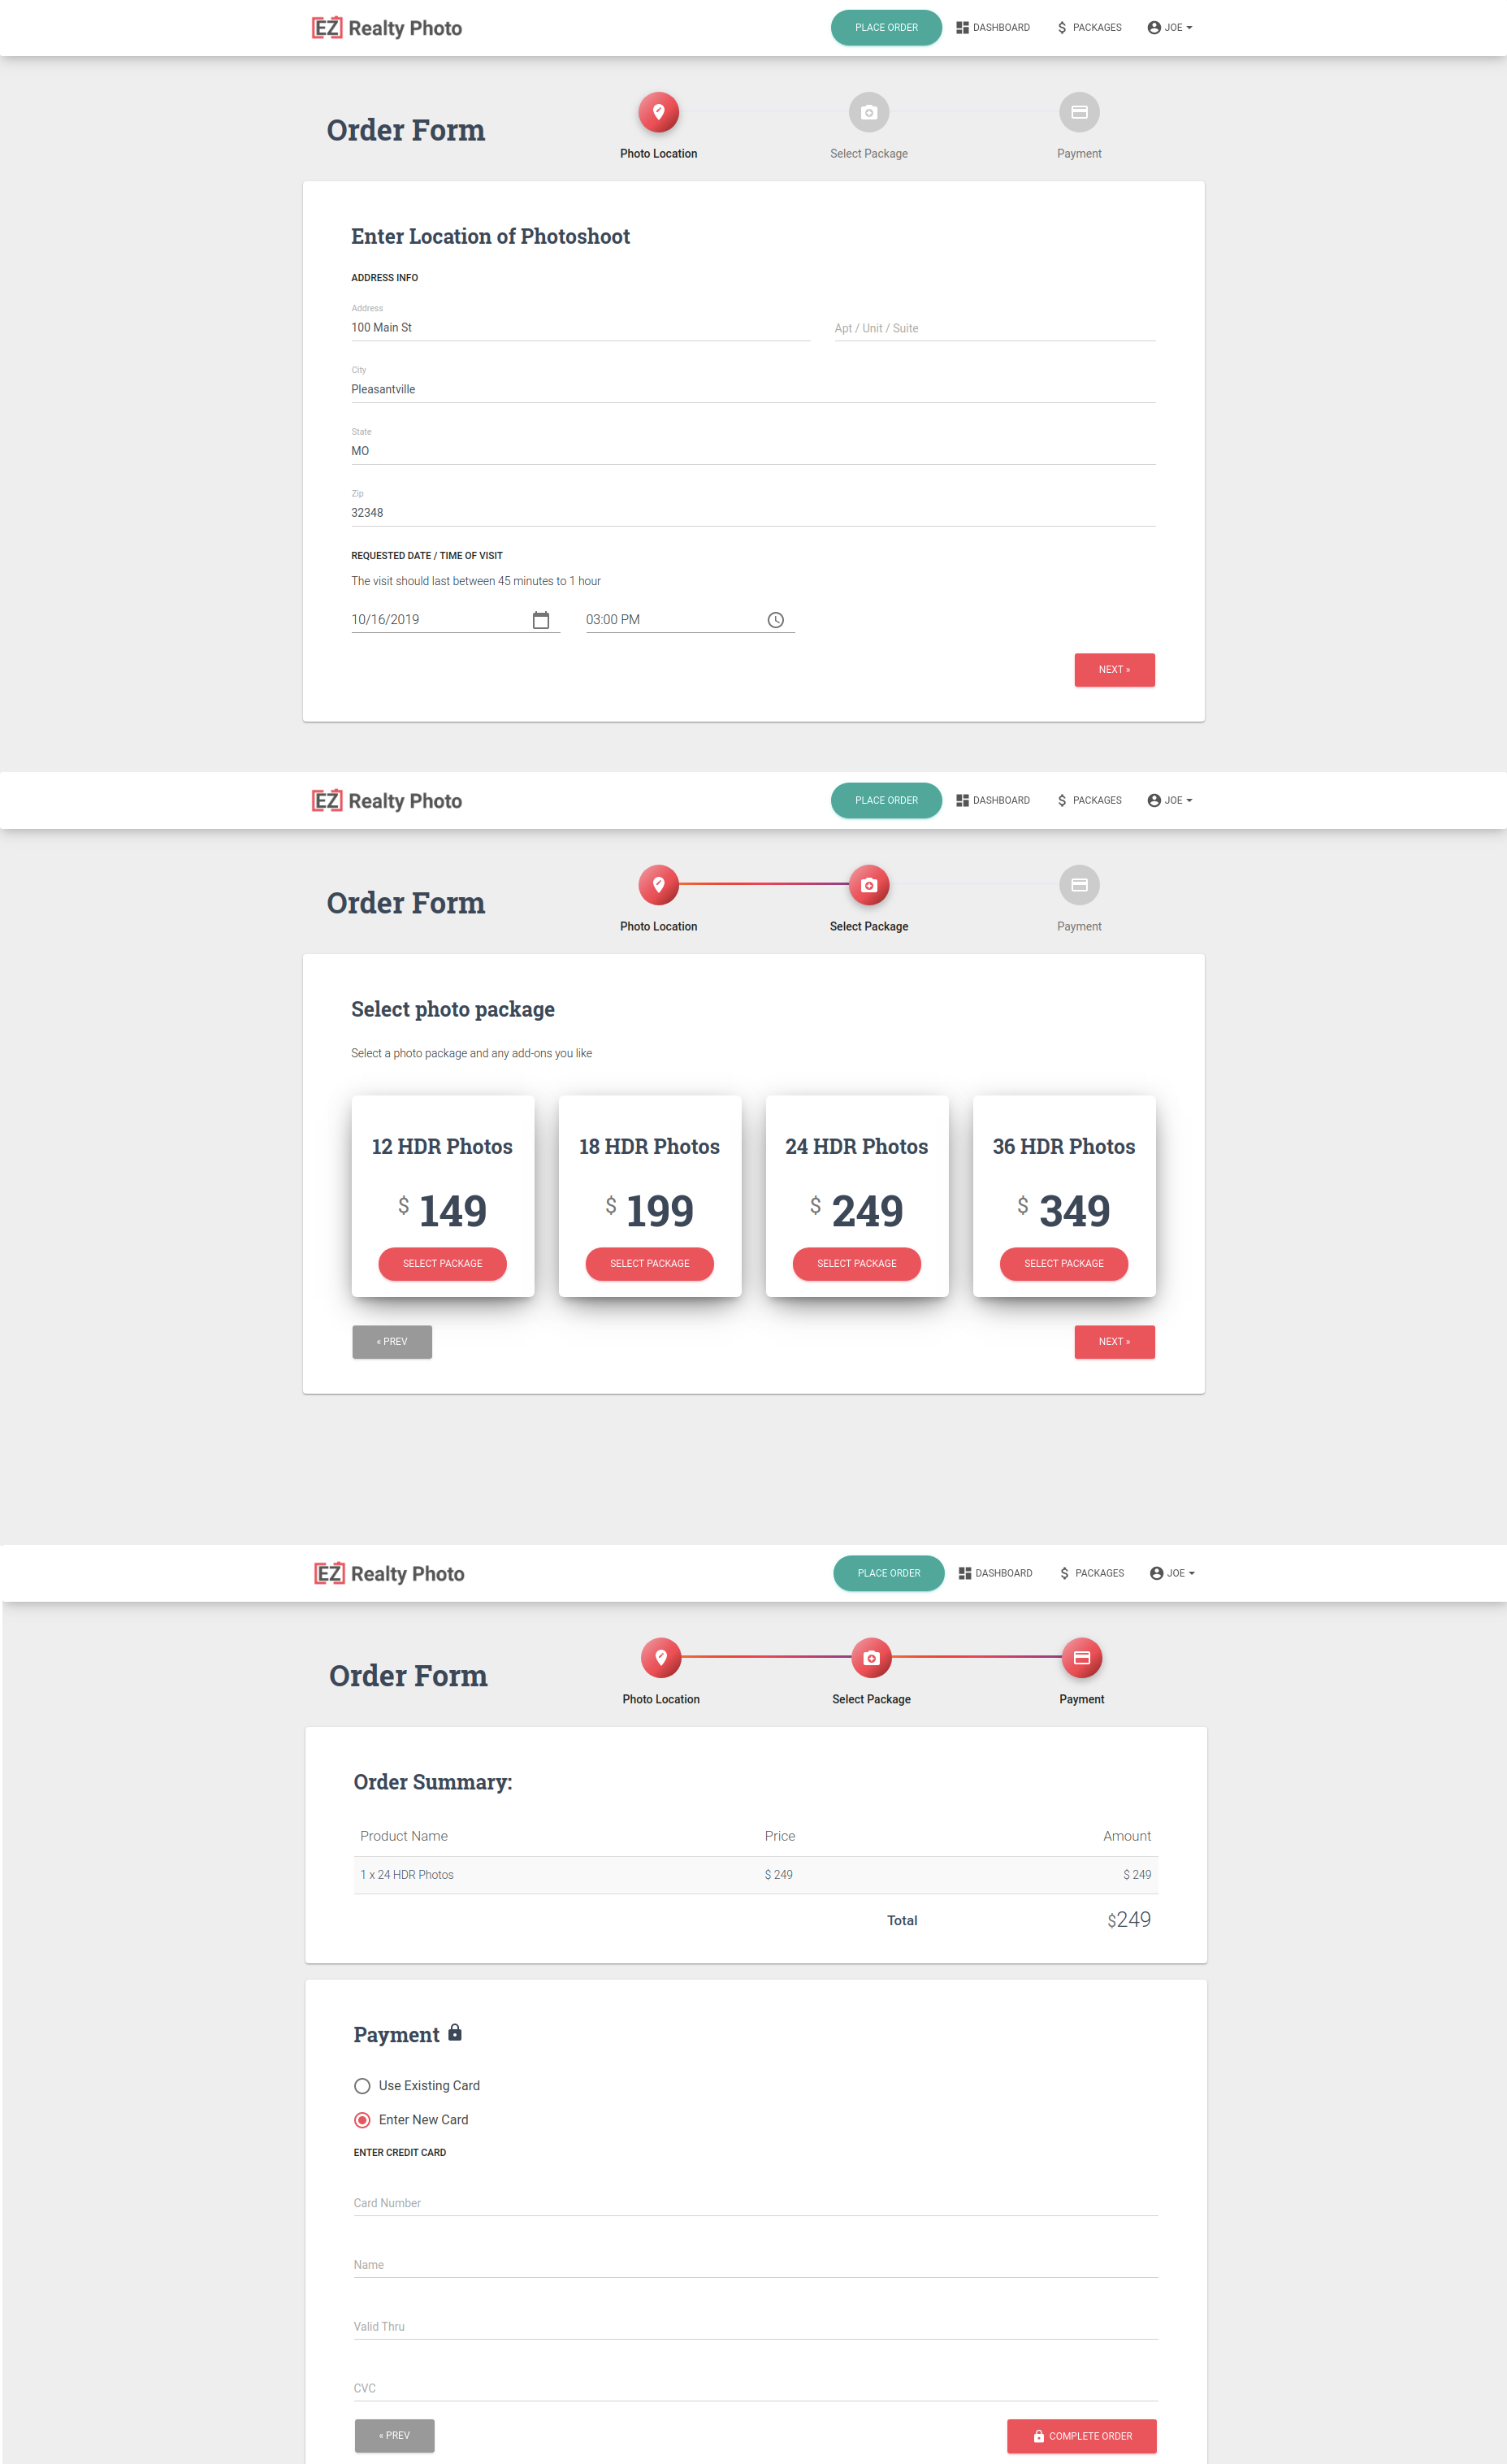 EZ Realty Photo
PLACE ORDER DASHBOARD $ PACKAGES JOE
Order Form
Photo Location Select Package Payment
Enter Location of Photoshoot
ADDRESS INFO
Address
100 Main St Apt / Unit / Suite
City
Pleasantville
State
MO
Zip
32348
REQUESTED DATE / TIME OF VISIT
The visit should last between 45 minutes to 1 hour
10/16/2019 03:00 PM
NEXT »
EZ Realty Photo
PLACE ORDER DASHBOARD $ PACKAGES JOE
Order Form
Photo Location Select Package Payment
Select photo package
Select a photo package and any add-ons you like
12 HDR Photos 18 HDR Photos 24 HDR Photos 36 HDR Photos
$ 149 $ 199 $ 249 $ 349
SELECT PACKAGE SELECT PACKAGE SELECT PACKAGE SELECT PACKAGE
« PREV NEXT »
EZ Realty Photo
PLACE ORDER DASHBOARD $ PACKAGES JOE
Order Form
Photo Location Select Package Payment
Order Summary:
Product Name Price Amount
1 x 24 HDR Photos $ 249 $ 249
Total $249
Payment
Use Existing Card
Enter New Card
ENTER CREDIT CARD
Card Number
Name
Valid Thru
CVC
« PREV COMPLETE ORDER